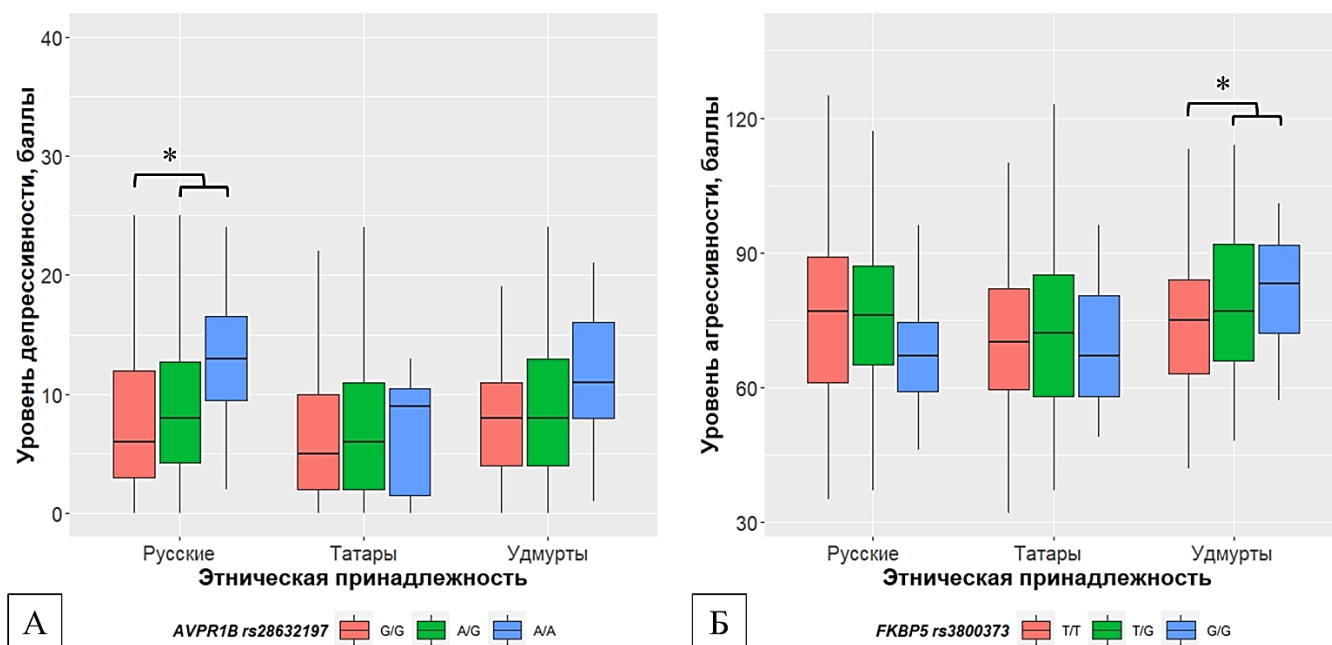 Уровень депрессивности, баллы
40
30
20
10
0
*
Русские Татары Удмурты
Этническая принадлежность
А
AVPR1B rs28632197 G/G A/G A/A
Уровень агрессивности, баллы
120
90
60
30
*
Русские Татары Удмурты
Этническая принадлежность
Б
FKBP5 rs3800373 T/T T/G G/G